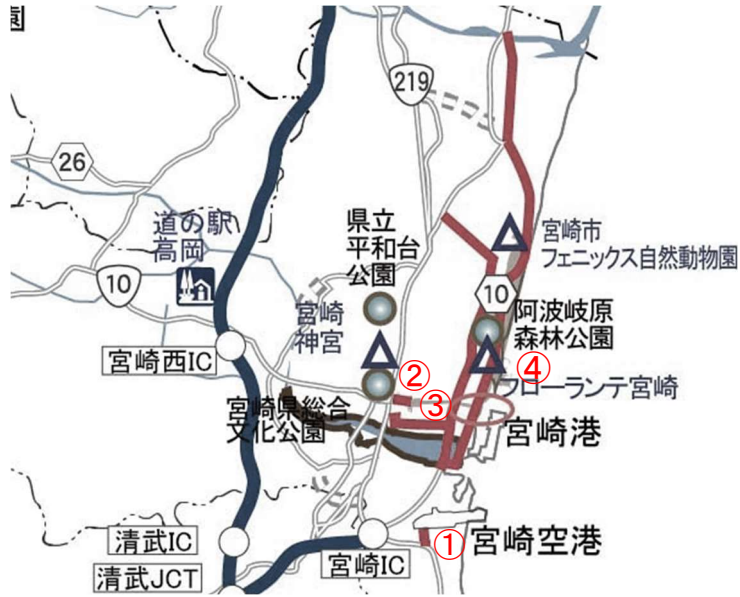 園
219
26
道の駅
高岡
県立
平和台
公園
宮崎市
フェニックス自然動物園
10
10
宮崎
神宮
阿波岐原
森林公園
宮崎西IC
②
④
③
フローランテ宮崎
宮崎県総合
文化公園
宮崎港
清武IC
①
宮崎空港
宮崎IC
清武JCT